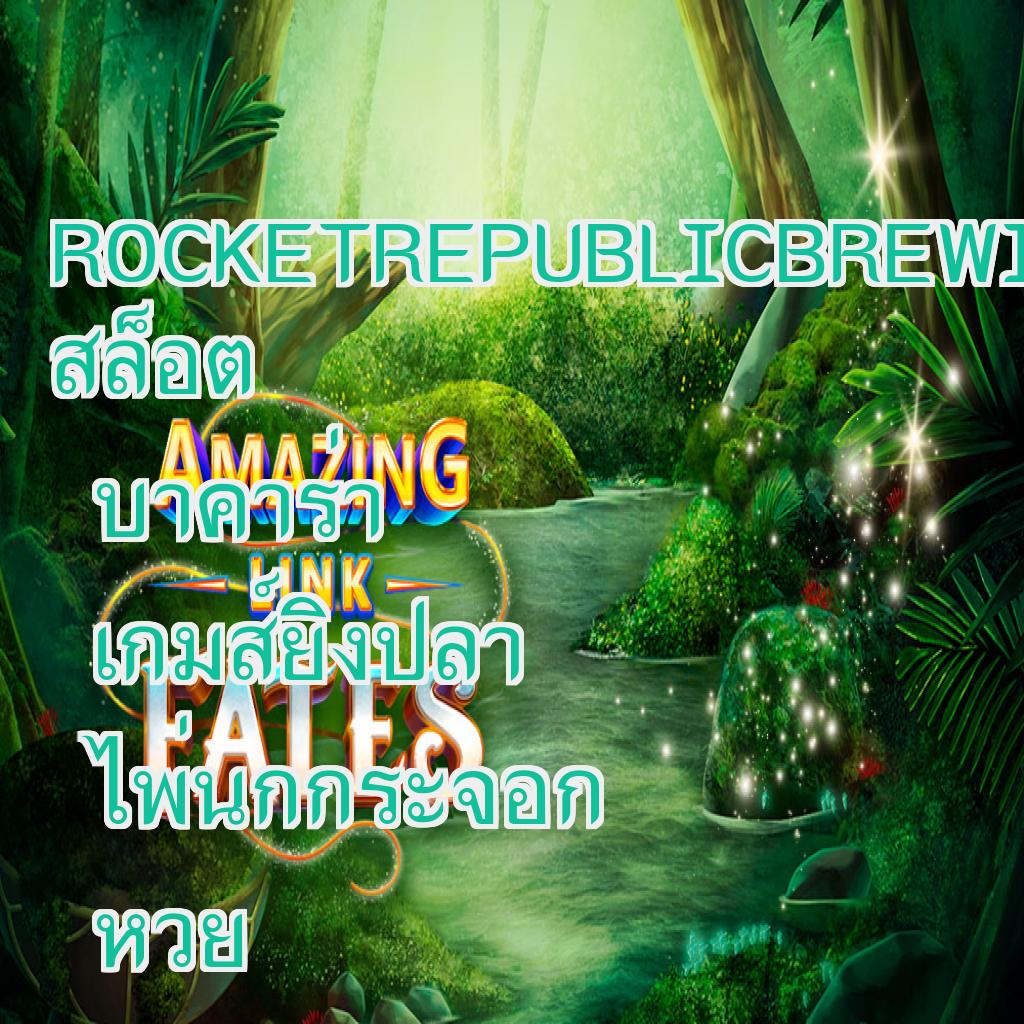 ROCKETREPUBLICBREWI
สล็อต
AMAZING
บาคาร่า
LINK
เกมส์ยิงปลา
FATES
ไพ่นกกระจอก
หวย